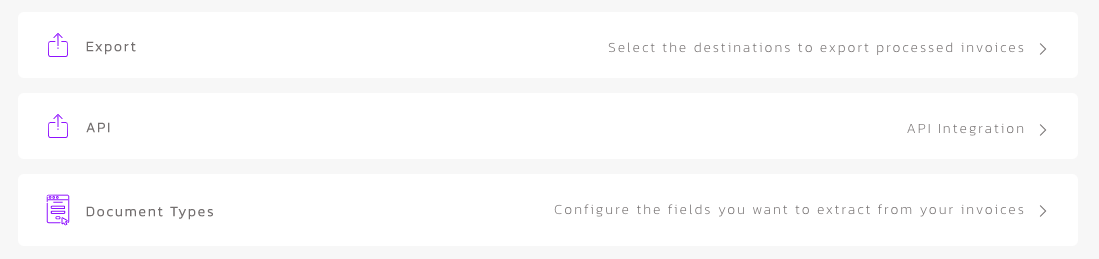 Export
Select the destinations to export processed invoices
API
API Integration
Document Types
Configure the fields you want to extract from your invoices